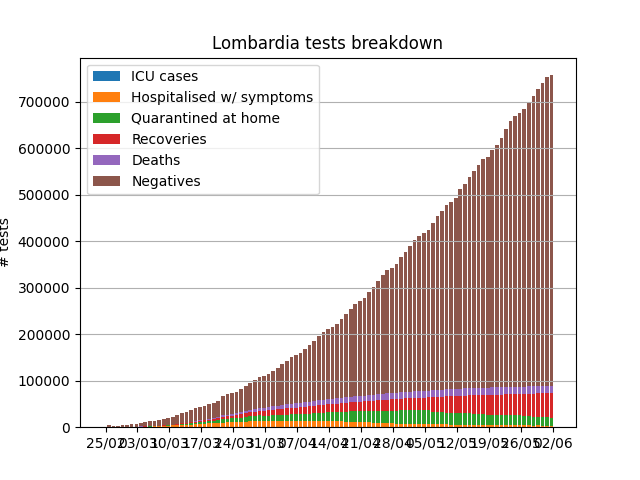 Lombardia tests breakdown
ICU cases
Hospitalised w/ symptoms
Quarantined at home
Recoveries
Deaths
Negatives
700000
600000
500000
400000
300000
200000
100000
0
# tests
25/02 03/03 10/03 17/03 24/03 31/03 07/04 14/04 21/04 28/04 05/05 12/05 19/05 26/05 02/06